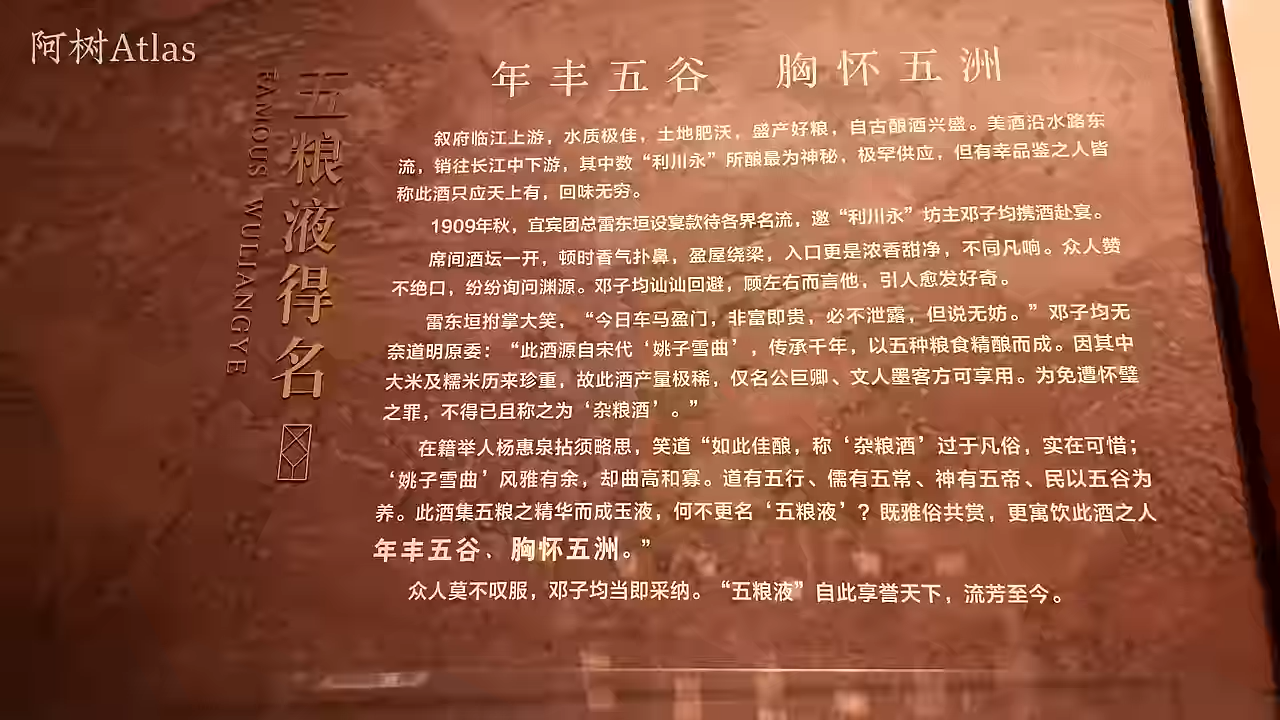 阿树Atlas
五粮液得名
FAMOUS WULIANGYE
年丰五谷 胸怀五洲
叙府临江上游，水质极佳，土地肥沃，盛产好粮，自古酿酒兴盛。美酒沿水路东
流，销往长江中下游，其中数“利川永”所酿最为神秘，极罕供应，但有幸品鉴之人皆
称此酒只应天上有，回味无穷。
1909年秋，宜宾团总雷东垣设宴款待各界名流，邀“利川永”坊主邓子均携酒赴宴。
席间酒坛一开，顿时香气扑鼻，盈屋绕梁，入口更是浓香甜净，不同凡响。众人赞
不绝口，纷纷询问渊源。邓子均讪讪回避，顾左右而言他，引人愈发好奇。
雷东垣拊掌大笑，“今日车马盈门，非富即贵，必不泄露，但说无妨。”邓子均无
奈道明原委：“此酒源自宋代‘姚子雪曲’，传承千年，以五种粮食精酿而成。因其中
大米及糯米历来珍重，故此酒产量极稀，仅名公巨卿、文人墨客方可享用。为免遭怀璧
之罪，不得已且称之为‘杂粮酒’。”
在籍举人杨惠泉拈须略思，笑道“如此佳酿，称‘杂粮酒’过于凡俗，实在可惜；
‘姚子雪曲’风雅有余，却曲高和寡。道有五行、儒有五常、神有五帝、民以五谷为
养。此酒集五粮之精华而成玉液，何不更名‘五粮液’？既雅俗共赏，更寓饮此酒之人
年丰五谷、胸怀五洲。”
众人莫不叹服，邓子均当即采纳。“五粮液”自此享誉天下，流芳至今。